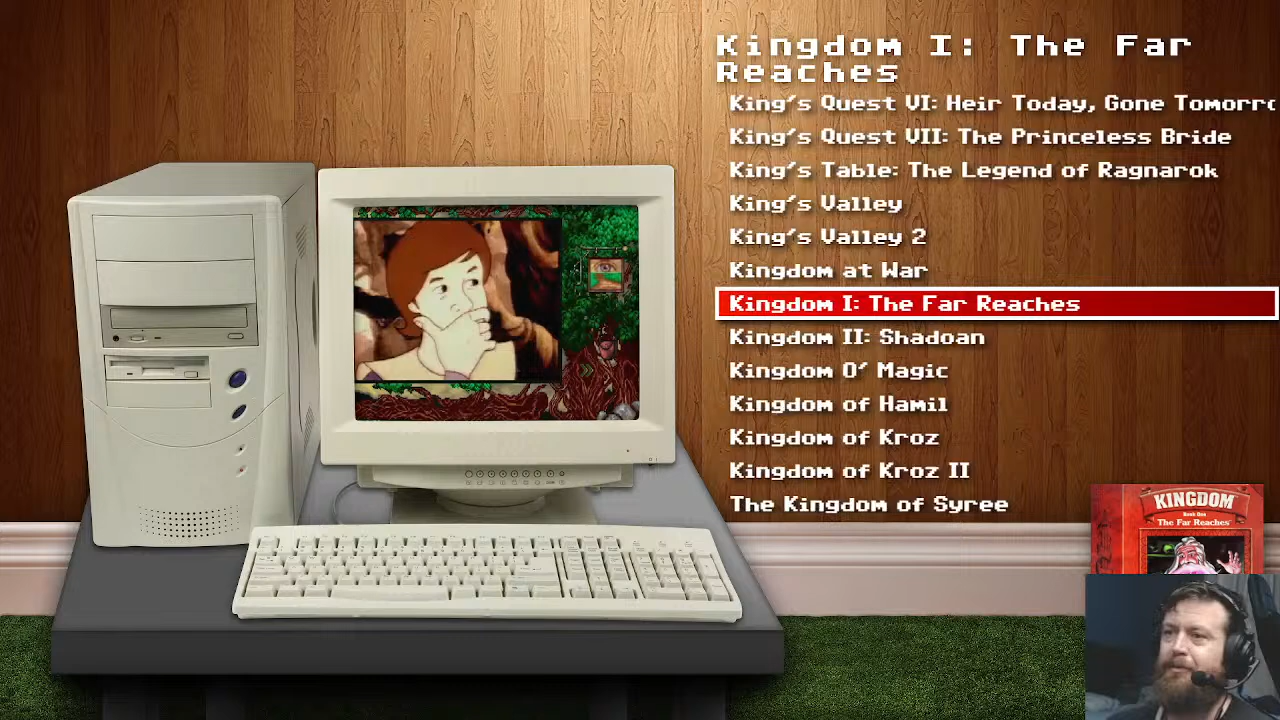 Kingdom I: The Far
Reaches
King's Quest VI: Heir Today, Gone Tomorro
King's Quest VII: The Princeless Bride
King's Table: The Legend of Ragnarok
King's Valley
King's Valley 2
Kingdom at War
Kingdom I: The Far Reaches
Kingdom II: Shadoan
Kingdom O' Magic
Kingdom of Hamil
Kingdom of Kroz
Kingdom of Kroz II
The Kingdom of Syree
KINGDOM
Book One
The Far Reaches